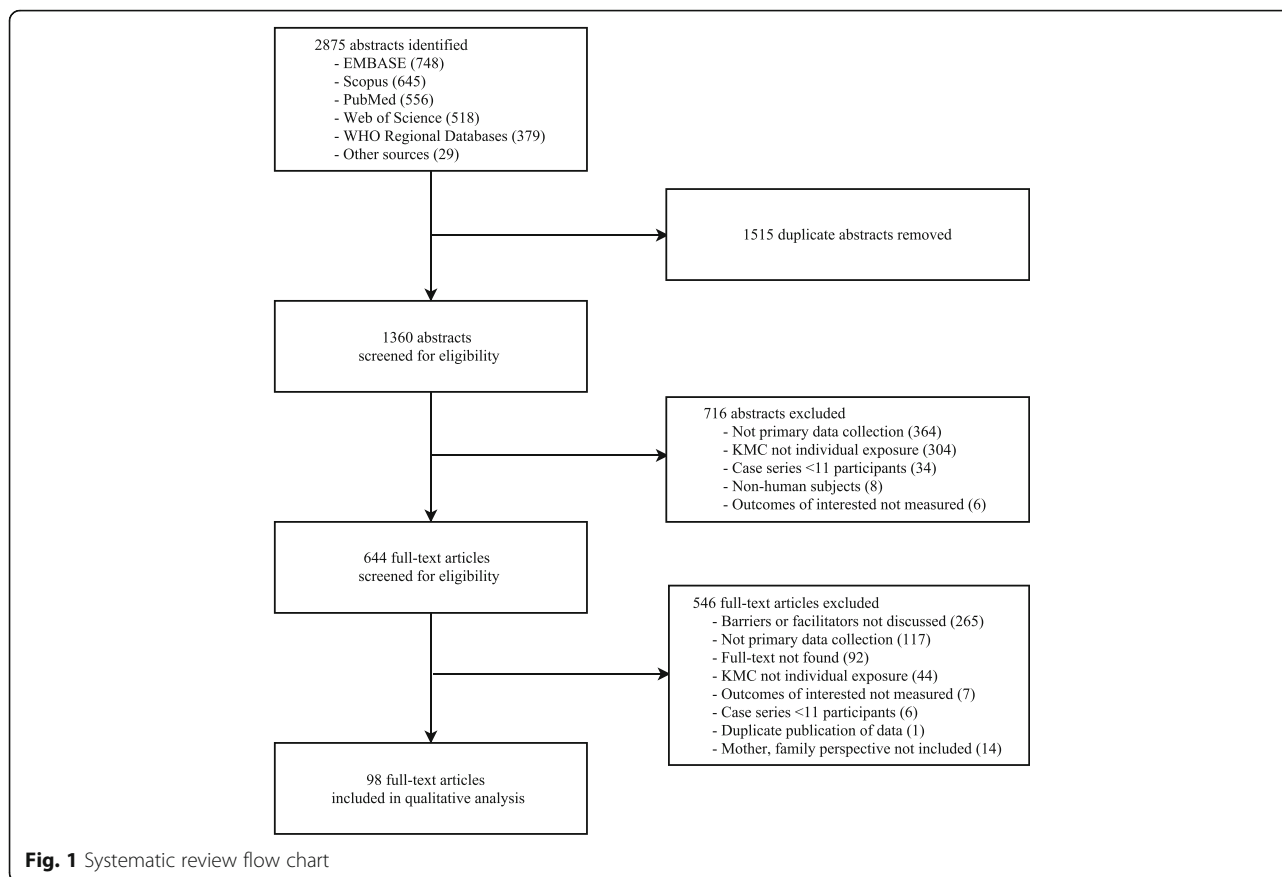 2875 abstracts identified
- EMBASE (748)
- Scopus (645)
- PubMed (556)
- Web of Science (518)
- WHO Regional Databases (379)
- Other sources (29)
1515 duplicate abstracts removed
1360 abstracts
screened for eligibility
716 abstracts excluded
- Not primary data collection (364)
- KMC not individual exposure (304)
- Case series <11 participants (34)
- Non-human subjects (8)
- Outcomes of interested not measured (6)
644 full-text articles
screened for eligibility
546 full-text articles excluded
- Barriers or facilitators not discussed (265)
- Not primary data collection (117)
- Full-text not found (92)
- KMC not individual exposure (44)
- Outcomes of interested not measured (7)
- Case series <11 participants (6)
- Duplicate publication of data (1)
- Mother, family perspective not included (14)
98 full-text articles
included in qualitative analysis
Fig. 1 Systematic review flow chart